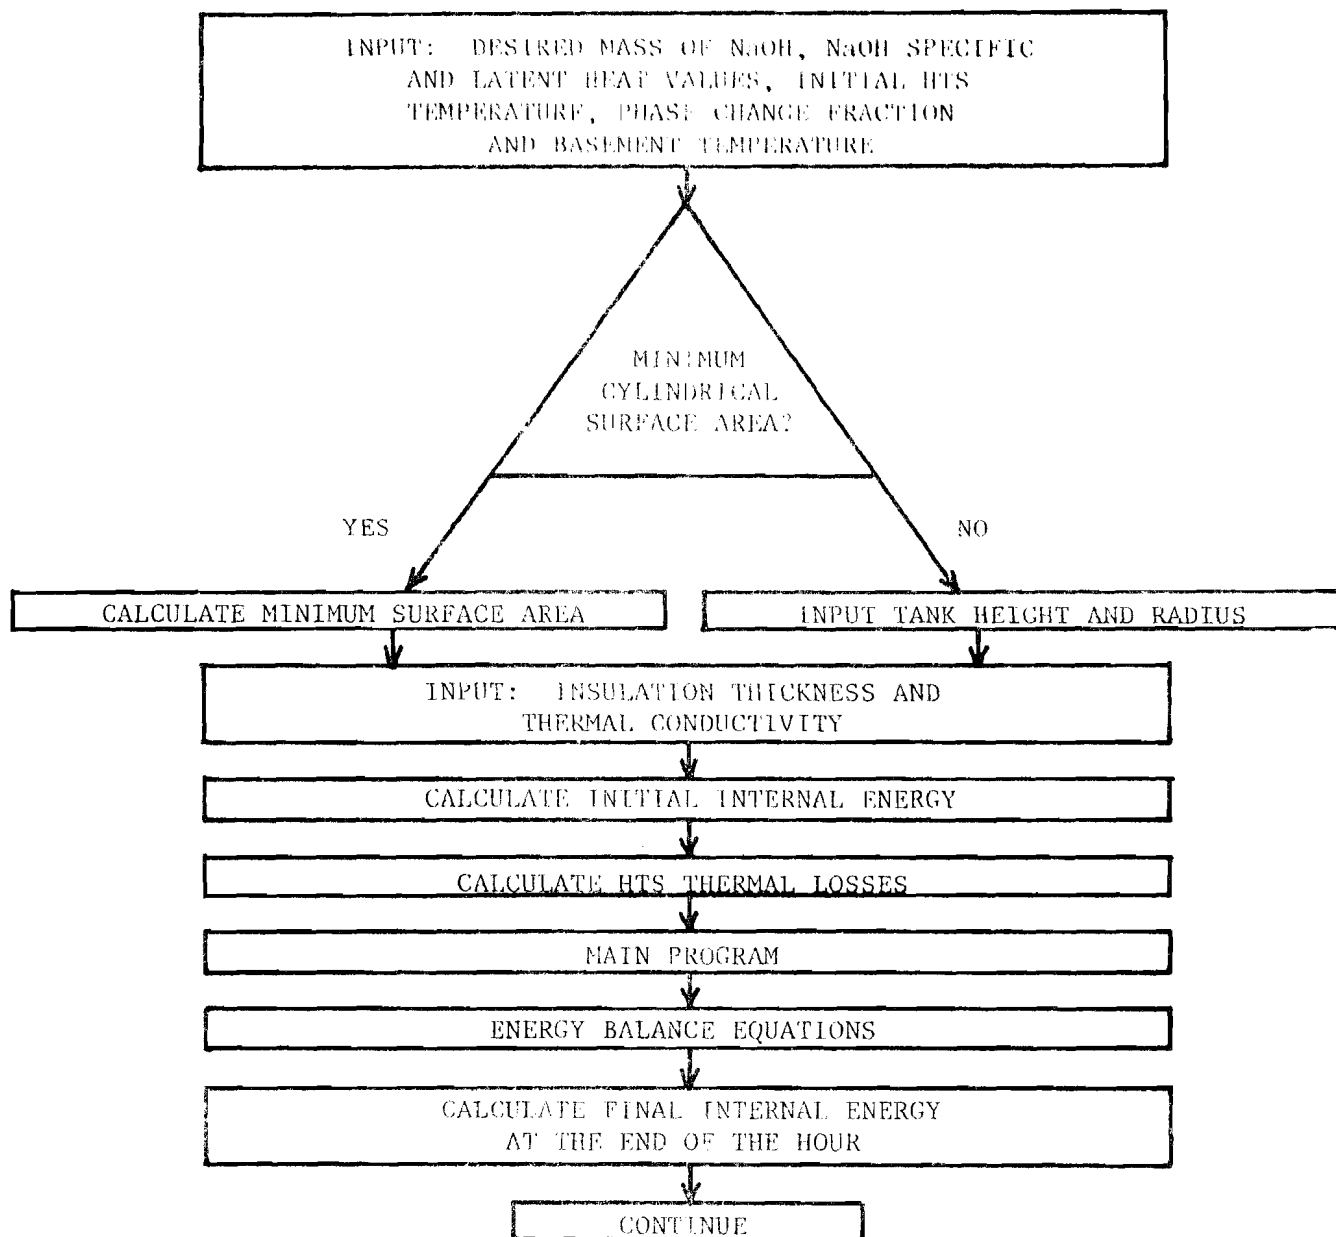 INPUT: DESIRED MASS OF NaOH, NaOH SPECIFIC
AND LATENT HEAT VALUES, INITIAL HTS
TEMPERATURE, PHASE CHANGE FRACTION
AND BASEMENT TEMPERATURE
MINIMUM
CYLINDRICAL
SURFACE AREA?
YES
NO
CALCULATE MINIMUM SURFACE AREA
INPUT TANK HEIGHT AND RADIUS
INPUT: INSULATION THICKNESS AND
THERMAL CONDUCTIVITY
CALCULATE INITIAL INTERNAL ENERGY
CALCULATE HTS THERMAL LOSSES
MAIN PROGRAM
ENERGY BALANCE EQUATIONS
CALCULATE FINAL INTERNAL ENERGY
AT THE END OF THE HOUR
CONTINUE